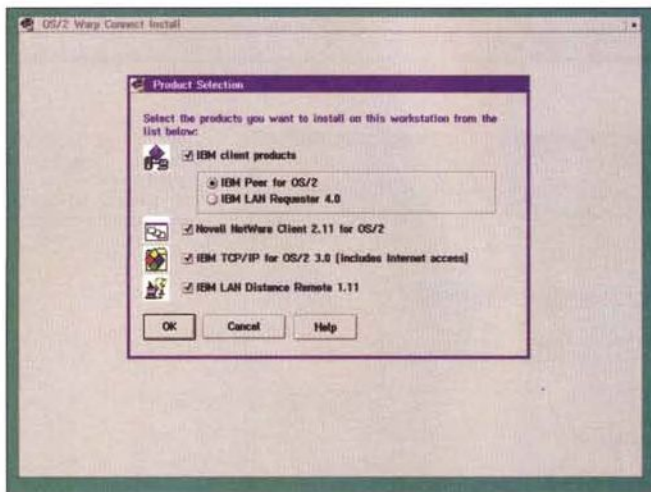 OS/2 Warp Connect Install
Product Selection
Select the products you want to install on this workstation from the
list below:
IBM client products
IBM Peer for OS/2
IBM LAN Requester 4.0
Novell NetWare Client 2.11 for OS/2
IBM TCP/IP for OS/2 3.0 (includes Internet access)
IBM LAN Distance Remote 1.11
OK
Cancel
Help